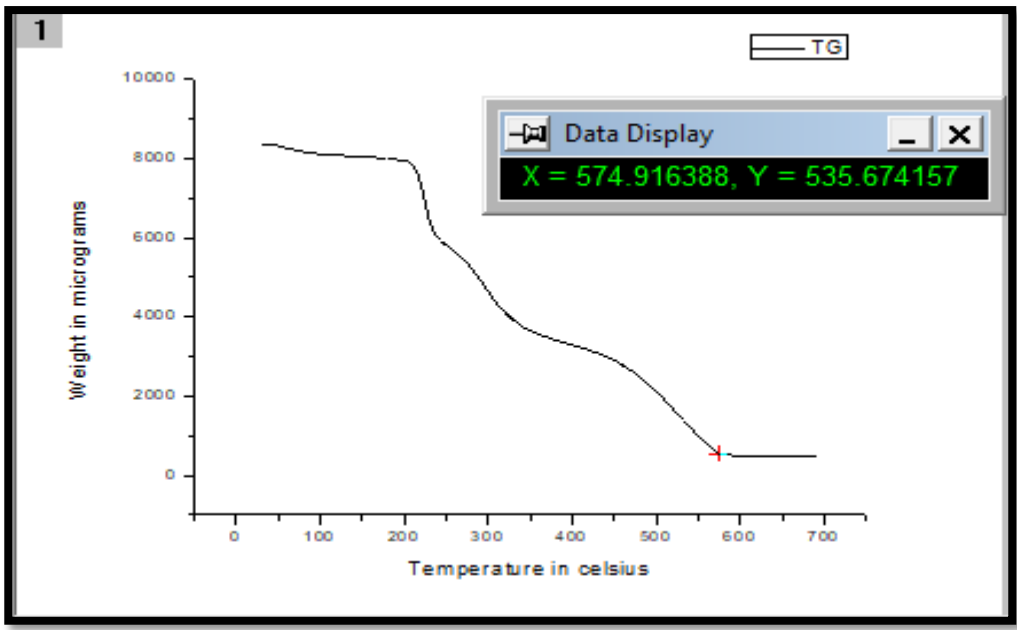 1
TG
Data Display
X = 574.916388, Y = 535.674157
10000
8000
6000
4000
2000
0
Weight in micrograms
0 100 200 300 400 500 600 700
Temperature in celsius